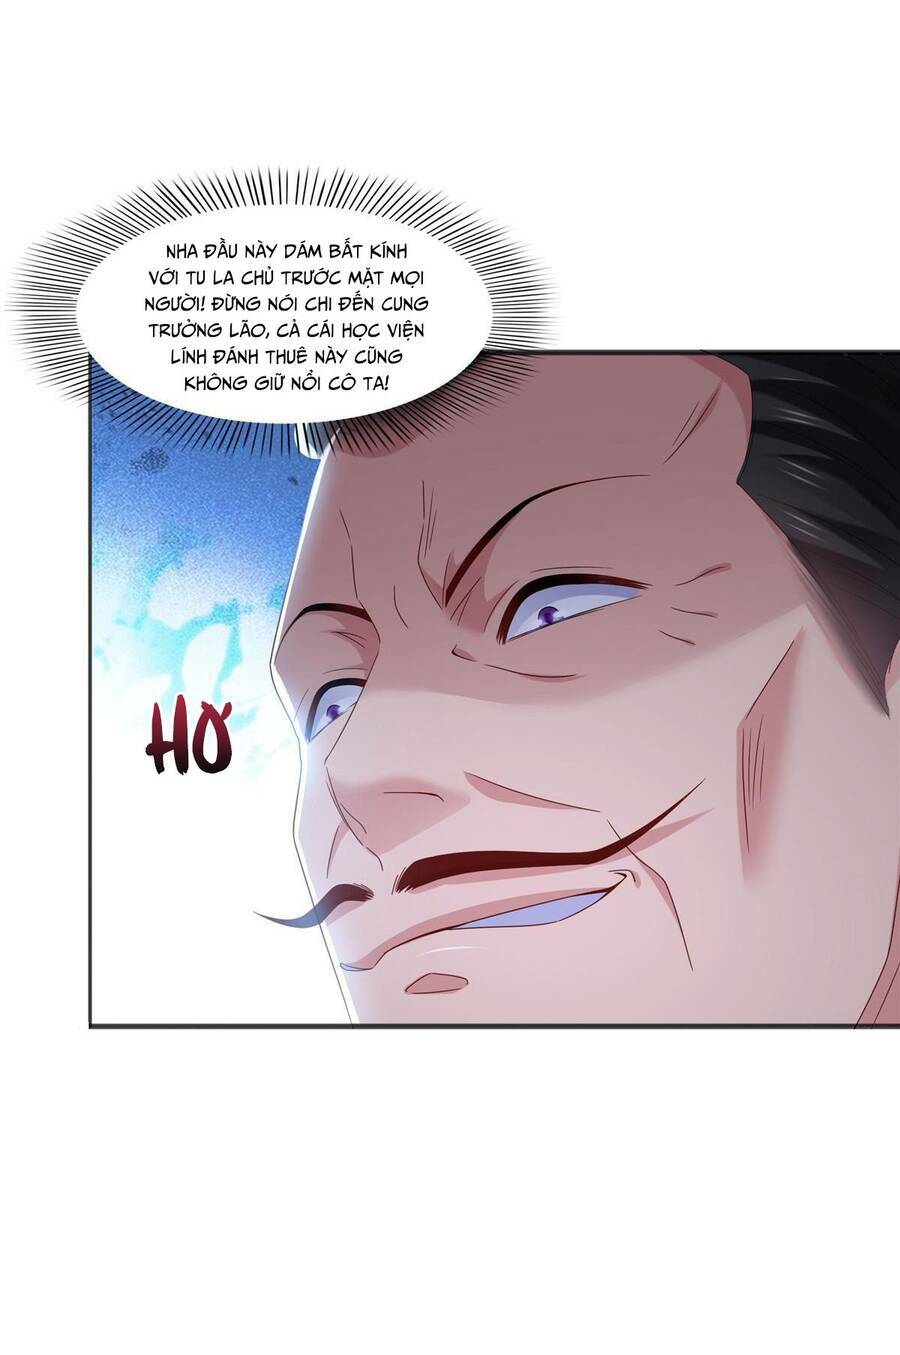 NHA ĐẦU NÀY DÁM BẤT KÍNH
VỚI TU LA CHỦ TRƯỚC MẶT MỌI
NGƯỜI! ĐỪNG NÓI CHI ĐẾN CUNG
TRƯỞNG LÃO, CẢ CÁI HỌC VIỆN
LÍNH ĐÁNH THUÊ NÀY CŨNG
KHÔNG GIỮ NỔI CÔ TA!
HƠ